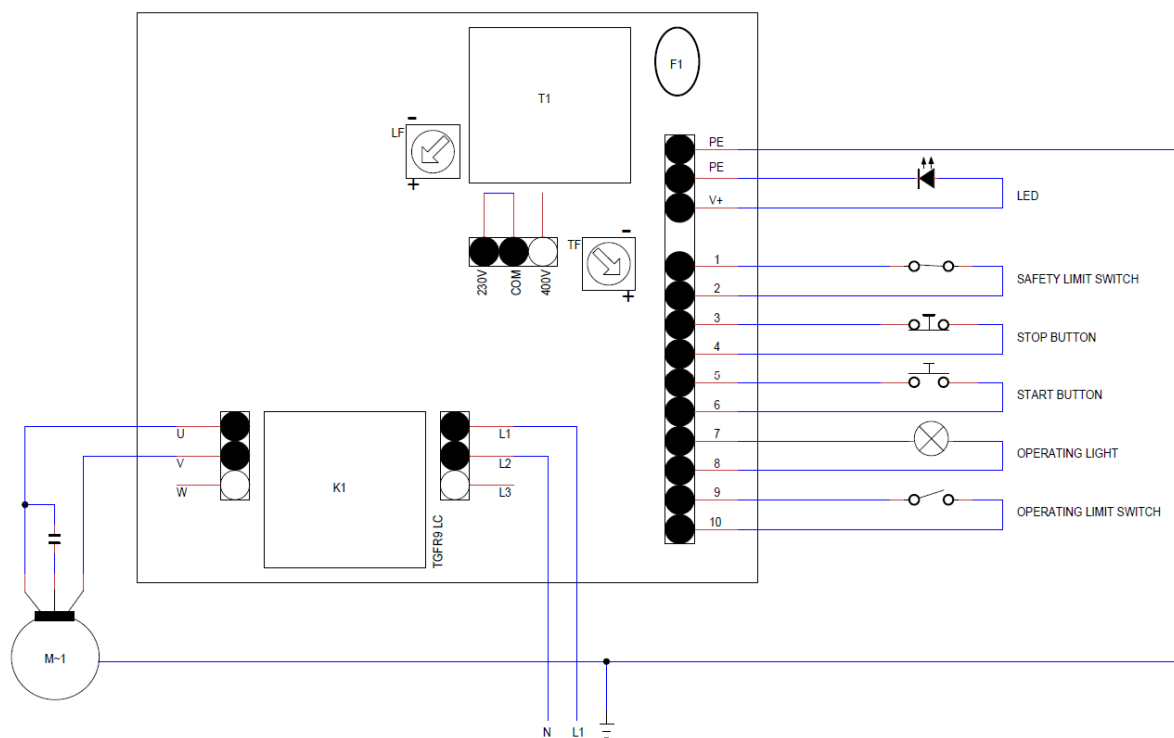 T1
F1
LF
-
+
PE
PE
V+
LED
TF
-
+
230V
COM
400V
1
SAFETY LIMIT SWITCH
2
3
STOP BUTTON
4
5
START BUTTON
6
7
OPERATING LIGHT
8
9
OPERATING LIMIT SWITCH
10
U
V
W
K1
L1
L2
L3
TGFR9 LC
M~1
N
L1